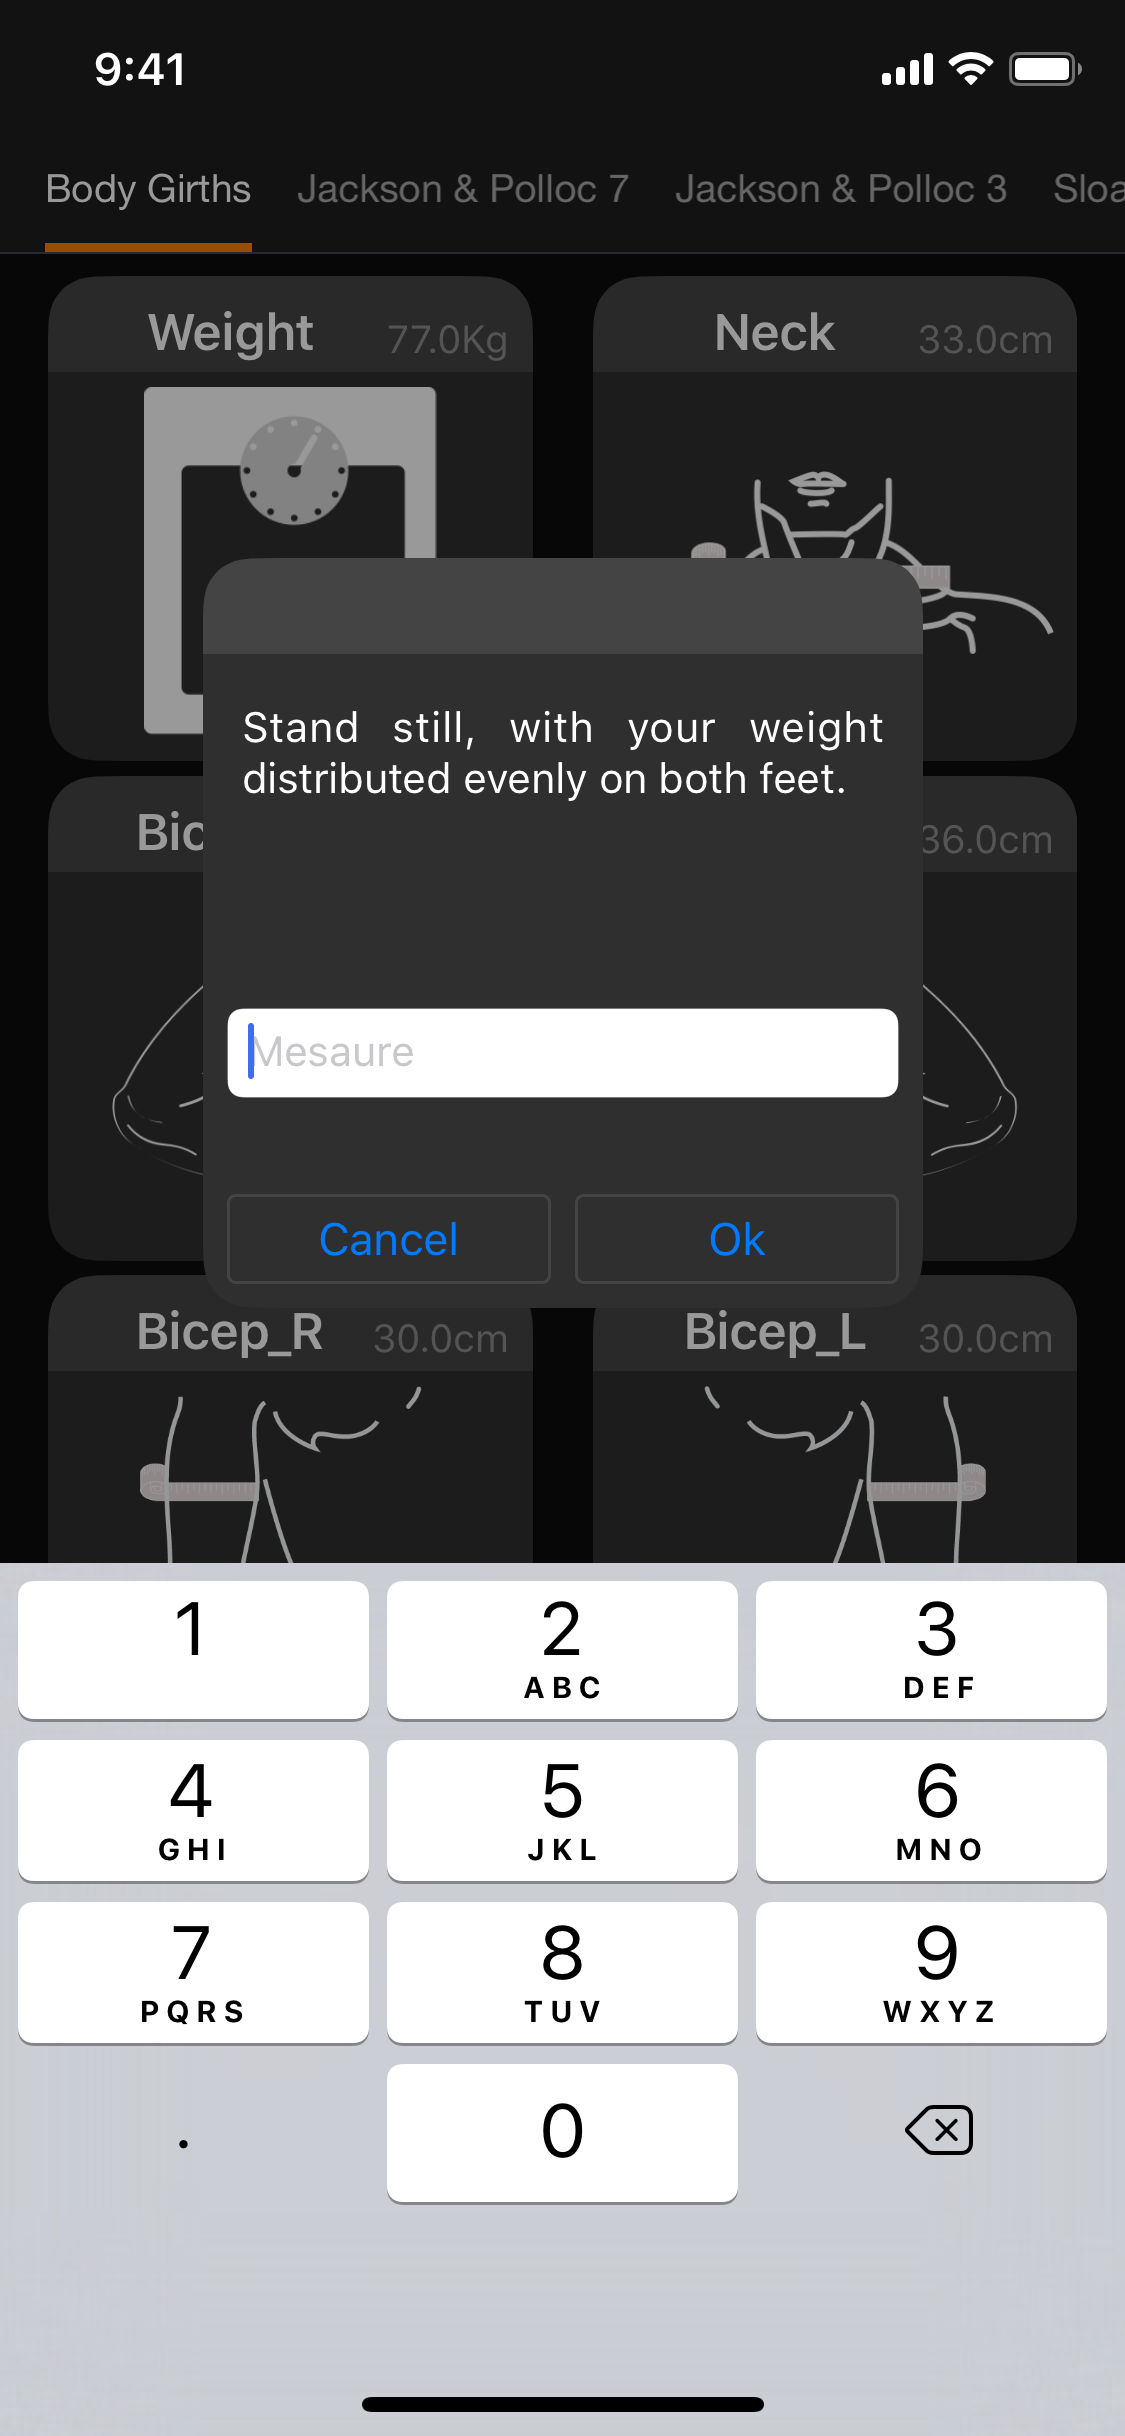 9:41
Body Girths Jackson & Polloc 7 Jackson & Polloc 3
Weight 77.0Kg
Neck 33.0cm
Stand still, with your weight
distributed evenly on both feet.
36.0cm
Mesaure
Cancel Ok
Bicep_R 30.0cm
Bicep_L 30.0cm
1
2
ABC
3
DEF
4
GHI
5
JKL
6
MNO
7
PQRS
8
TUV
9
WXYZ
.
0